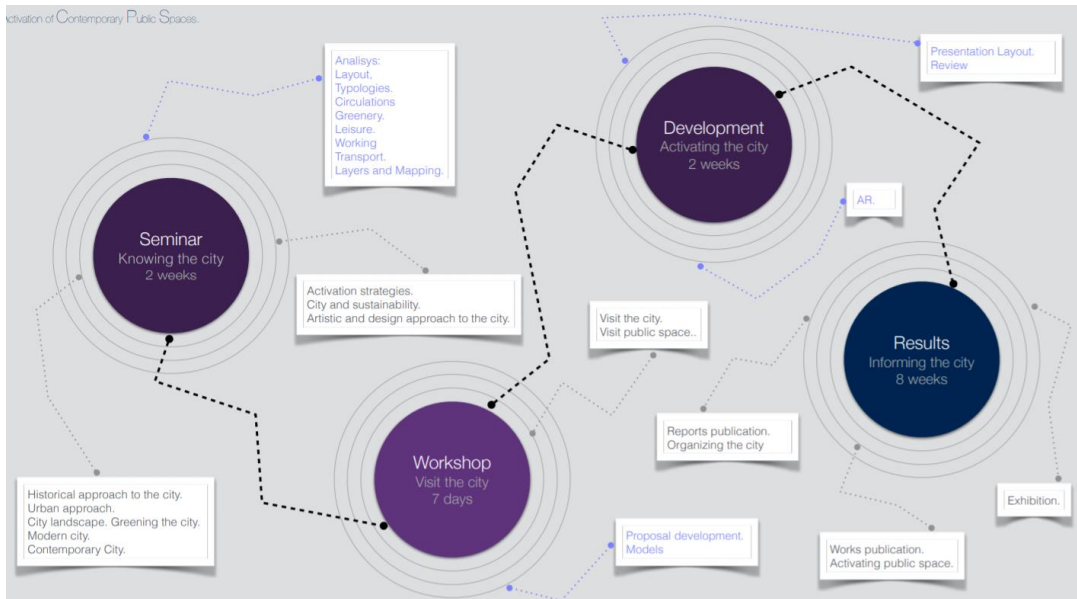 ctivation of Contemporary Public Spaces.
Analisys:
Layout,
Typologies.
Circulations
Greenery.
Leisure.
Working
Transport.
Layers and Mapping.
Presentation Layout.
Review
Development
Activating the city
2 weeks
AR.
Seminar
Knowing the city
2 weeks
Activation strategies.
City and sustainability.
Artistic and design approach to the city.
Visit the city.
Visit public space..
Results
Informing the city
8 weeks
Reports publication.
Organizing the city
Workshop
Visit the city
7 days
Historical approach to the city.
Urban approach.
City landscape. Greening the city.
Modern city.
Contemporary City.
Exhibition.
Proposal development.
Models
Works publication.
Activating public space.